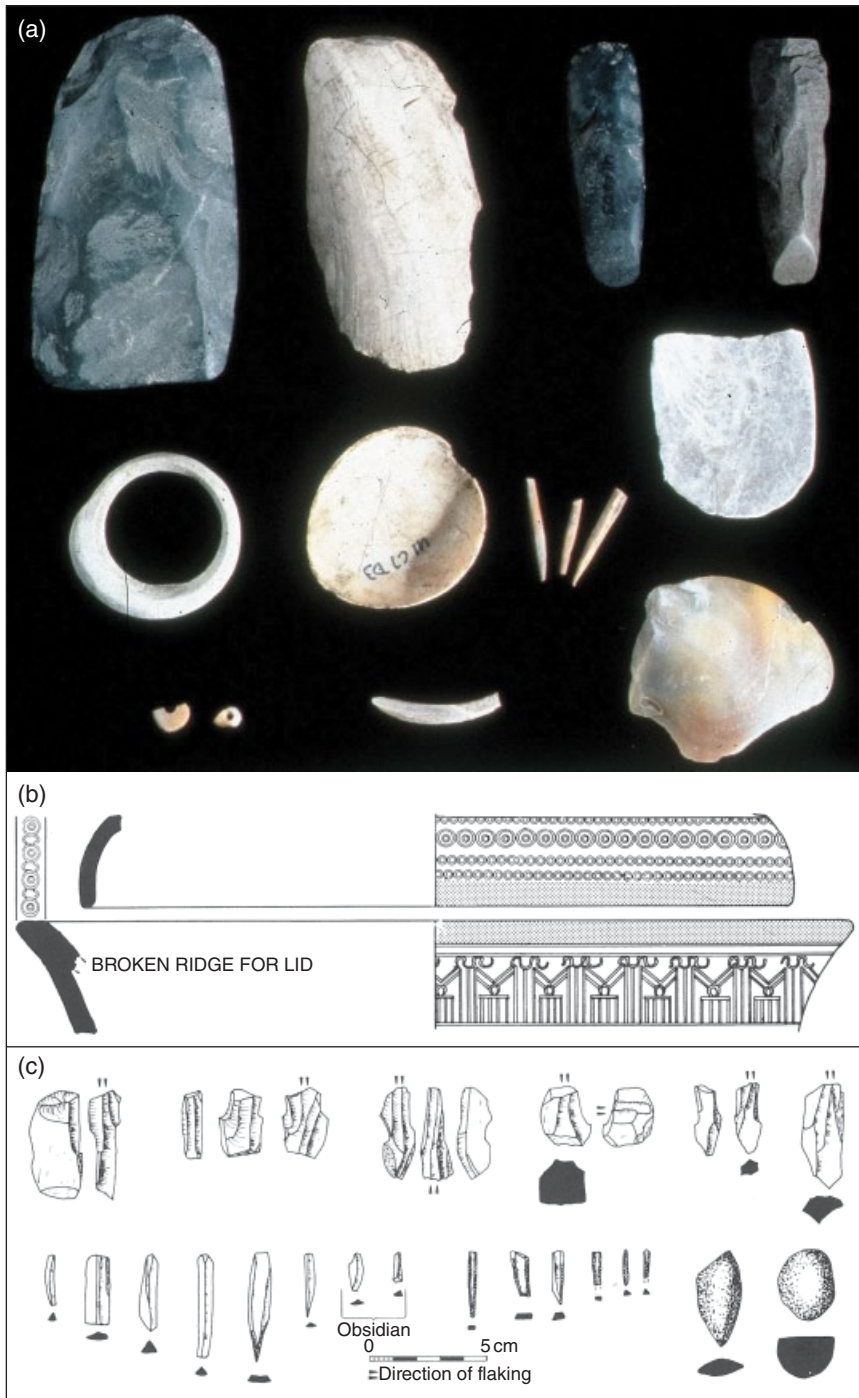 (a)
(b)
BROKEN RIDGE FOR LID
(c)
Obsidian
0 5 cm
Direction of flaking